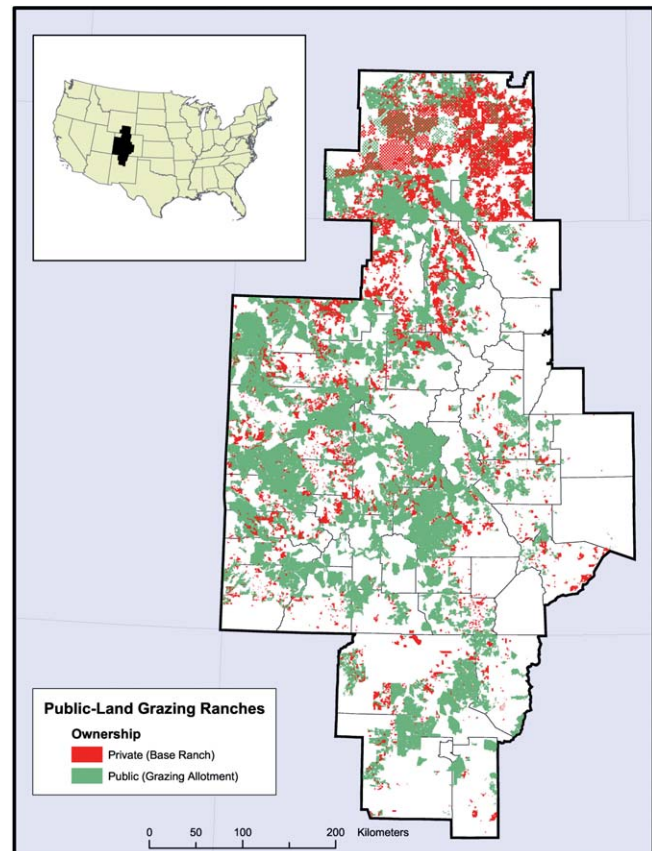 Public-Land Grazing Ranches
Ownership
Private (Base Ranch)
Public (Grazing Allotment)
0 50 100 200 Kilometers